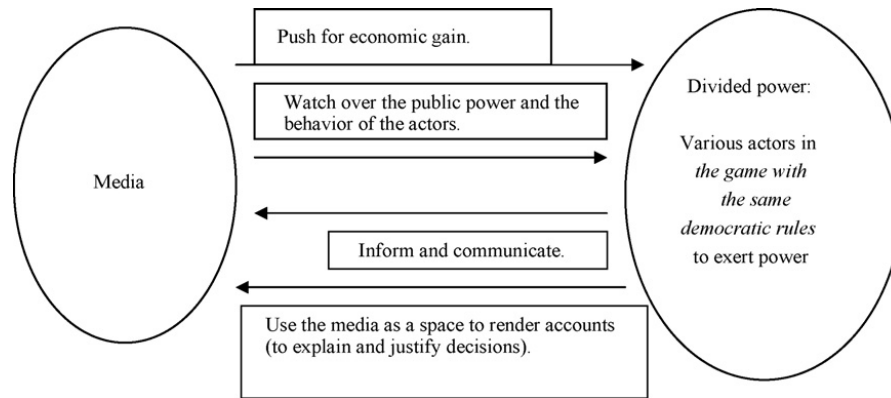 Push for economic gain.
Watch over the public power and the
behavior of the actors.
Media
Inform and communicate.
Use the media as a space to render accounts
(to explain and justify decisions).
Divided power:
Various actors in
the game with
the same
democratic rules
to exert power